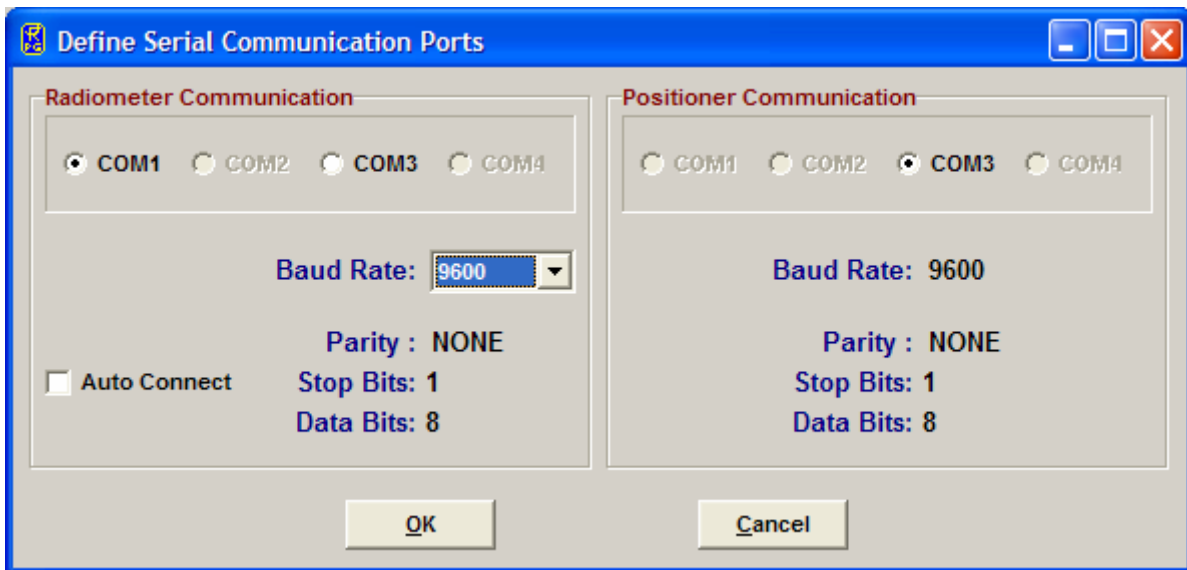 Define Serial Communication Ports
Radiometer Communication
COM1 COM2 COM3 COM4
Baud Rate: 9600
Parity : NONE
Auto Connect
Stop Bits: 1
Data Bits: 8
Positioner Communication
COM1 COM2 COM3 COM4
Baud Rate: 9600
Parity : NONE
Stop Bits: 1
Data Bits: 8
OK
Cancel